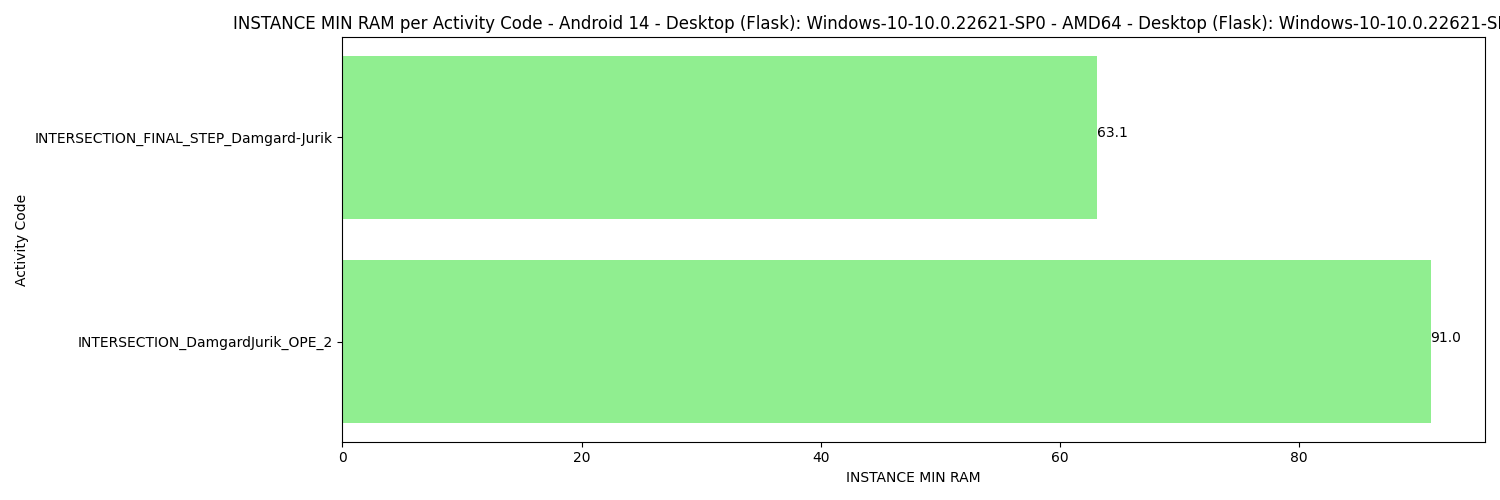 INSTANCE MIN RAM per Activity Code - Android 14 - Desktop (Flask): Windows-10-10.0.22621-SP0 - AMD64 - Desktop (Flask): Windows-10-10.0.22621-S
INTERSECTION_FINAL_STEP_Damgard-Jurik
63.1
Activity Code
INTERSECTION_DamgardJurik_OPE_2
91.0
0 20 40 60 80
INSTANCE MIN RAM